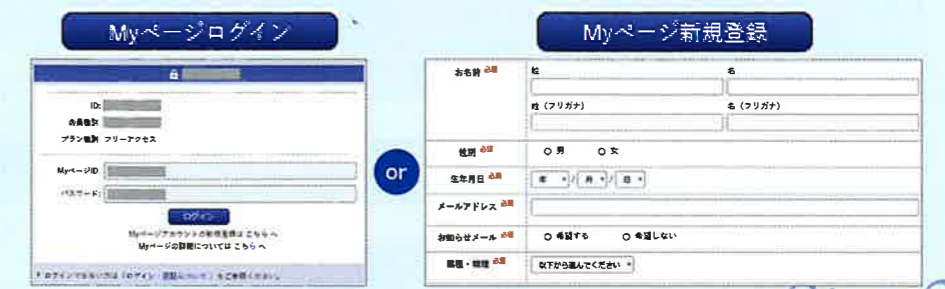 Myページログイン
ID:
会員種別:
プラン種別 フリーアクセス
MyページID
パスワード:
ログイン
Myページアカウントの新規登録は こちら へ
Myページの詳細については こちら へ
or
Myページ新規登録
お名前 必須
姓
名
姓（フリガナ）
名（フリガナ）
性別 必須
男
女
生年月日 必須
年 / 月 / 日
メールアドレス 必須
お知らせメール 必須
希望する
希望しない
必須
以下から選んでください